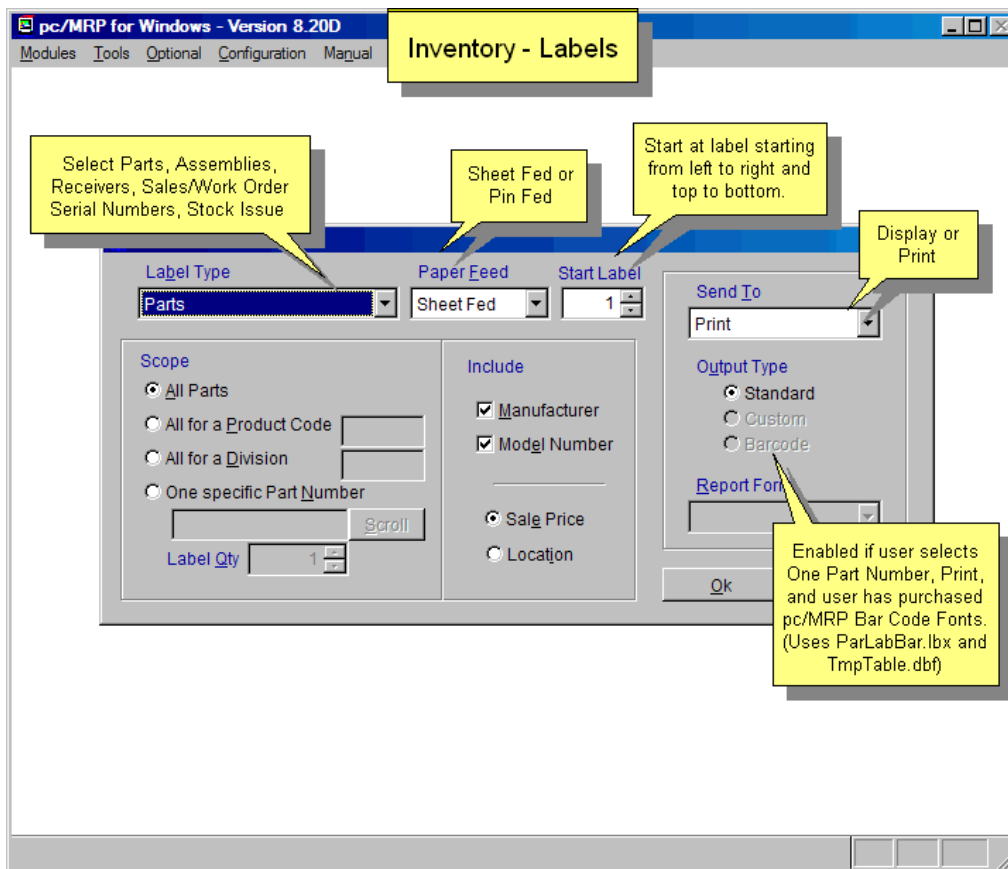 pc/MRP for Windows - Version 8.20D
Modules Tools Optional Configuration Manual
Inventory - Labels
Select Parts, Assemblies,
Receivers, Sales/Work Order
Serial Numbers, Stock Issue
Sheet Fed or
Pin Fed
Start at label starting
from left to right and
top to bottom.
Display or
Print
Label Type
Paper Feed
Start Label
Send To
Parts
Sheet Fed
1
Print
Scope
All Parts
All for a Product Code
All for a Division
One specific Part Number
Scroll
Label Qty 1
Include
Manufacturer
Model Number
Sale Price
Location
Output Type
Standard
Custom
Barcode
Report For
Ok
Enabled if user selects
One Part Number, Print,
and user has purchased
pc/MRP Bar Code Fonts.
(Uses ParLabBar.lbx and
TmpTable.dbf)